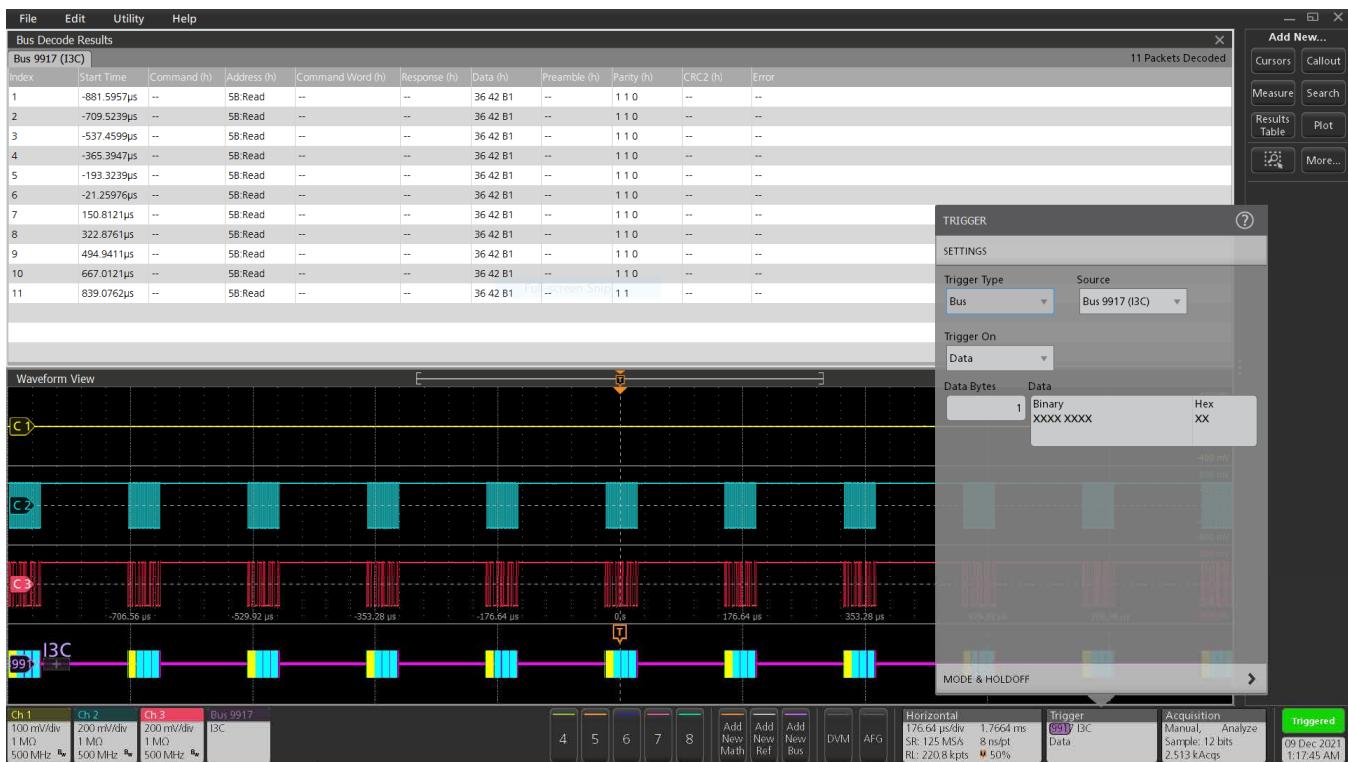 File Edit Utility Help
Bus Decode Results
Bus 9917 (I3C) 11 Packets Decoded
Index Start Time Command (h) Address (h) Command Word (h) Response (h) Data (h) Preamble (h) Parity (h) CRC2 (h) Error
1 -881.5957µs -- 5B:Read -- -- 36 42 B1 -- 1 1 0 -- --
2 -709.5239µs -- 5B:Read -- -- 36 42 B1 -- 1 1 0 -- --
3 -537.4599µs -- 5B:Read -- -- 36 42 B1 -- 1 1 0 -- --
4 -365.3947µs -- 5B:Read -- -- 36 42 B1 -- 1 1 0 -- --
5 -193.3239µs -- 5B:Read -- -- 36 42 B1 -- 1 1 0 -- --
6 -21.25976µs -- 5B:Read -- -- 36 42 B1 -- 1 1 0 -- --
7 150.8121µs -- 5B:Read -- -- 36 42 B1 -- 1 1 0 -- --
8 322.8761µs -- 5B:Read -- -- 36 42 B1 -- 1 1 0 -- --
9 494.9411µs -- 5B:Read -- -- 36 42 B1 -- 1 1 0 -- --
10 667.0121µs -- 5B:Read -- -- 36 42 B1 -- 1 1 0 -- --
11 839.0762µs -- 5B:Read -- -- 36 42 B1 -- 1 1 -- --
Full-screen Snip
Add New...
Cursors Callout
Measure Search
Results Table Plot
More...
TRIGGER ?
SETTINGS
Trigger Type Source
Bus Bus 9917 (I3C)
Trigger On
Data
Data Bytes Data
1 Binary Hex
XXXX XXXX XX
MODE & HOLDOFF
Waveform View
T
C 1
-400 mV
C 2
C 3
-706.56 µs -529.92 µs -353.28 µs -176.64 µs 0 s 176.64 µs 353.28 µs
T
I3C
991
Ch 1 Ch 2 Ch 3 Bus 9917
100 mV/div 200 mV/div 200 mV/div I3C
1 MΩ 1 MΩ 1 MΩ
500 MHz Bw 500 MHz Bw 500 MHz Bw
4 5 6 7 8
Add New Math
Add New Ref
Add New Bus
DVM AFG
Horizontal
176.64 µs/div 1.7664 ms
SR: 125 MS/s 8 ns/pt
RL: 220.8 kpts 50%
Trigger
9917 I3C
Data
Acquisition
Manual, Analyze
Sample: 12 bits
2.513 kAcqs
Triggered
09 Dec 2021
1:17:45 AM